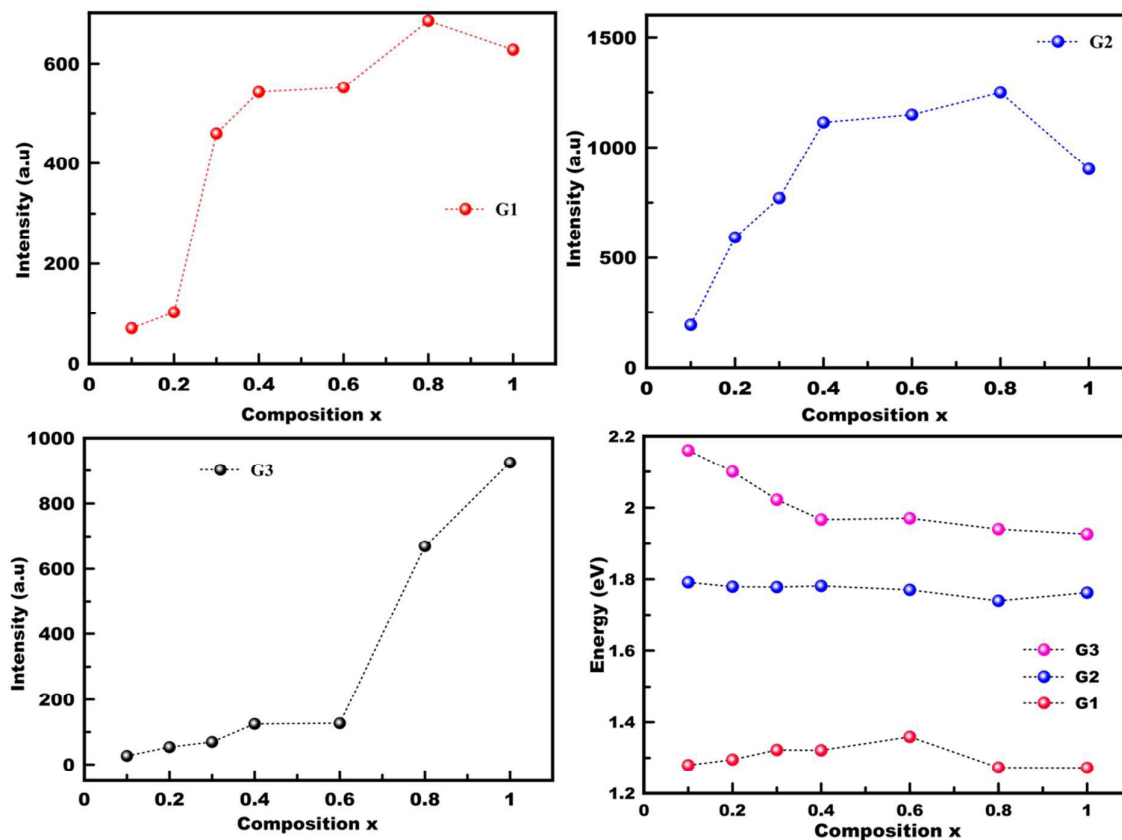 Intensity (a.u)
600
400
200
0
G1
0 0.2 0.4 0.6 0.8 1
Composition x
Intensity (a.u)
1500
1000
500
0
G2
0 0.2 0.4 0.6 0.8 1
Composition x
Intensity (a.u)
1000
800
600
400
200
0
G3
0 0.2 0.4 0.6 0.8 1
Composition x
Energy (eV)
2.2
2
1.8
1.6
1.4
1.2
G3
G2
G1
0 0.2 0.4 0.6 0.8 1
Composition x